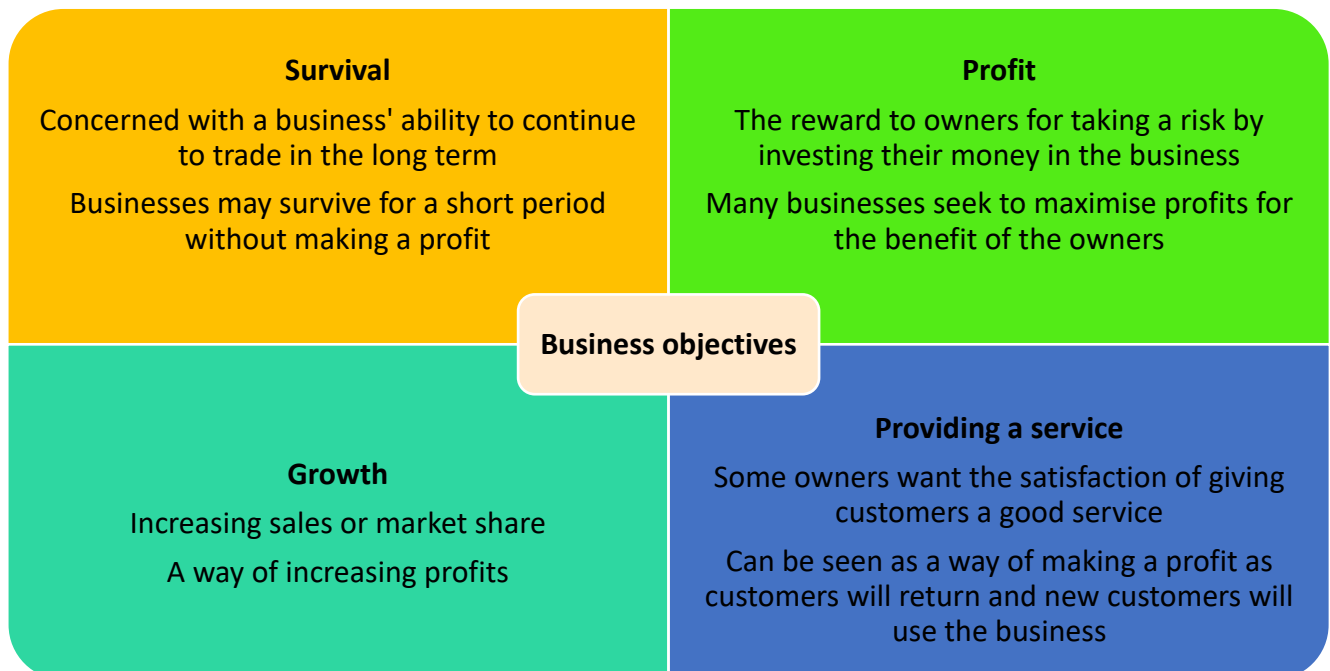 Survival
Concerned with a business' ability to continue
to trade in the long term
Businesses may survive for a short period
without making a profit
Profit
The reward to owners for taking a risk by
investing their money in the business
Many businesses seek to maximise profits for
the benefit of the owners
Business objectives
Growth
Increasing sales or market share
A way of increasing profits
Providing a service
Some owners want the satisfaction of giving
customers a good service
Can be seen as a way of making a profit as
customers will return and new customers will
use the business